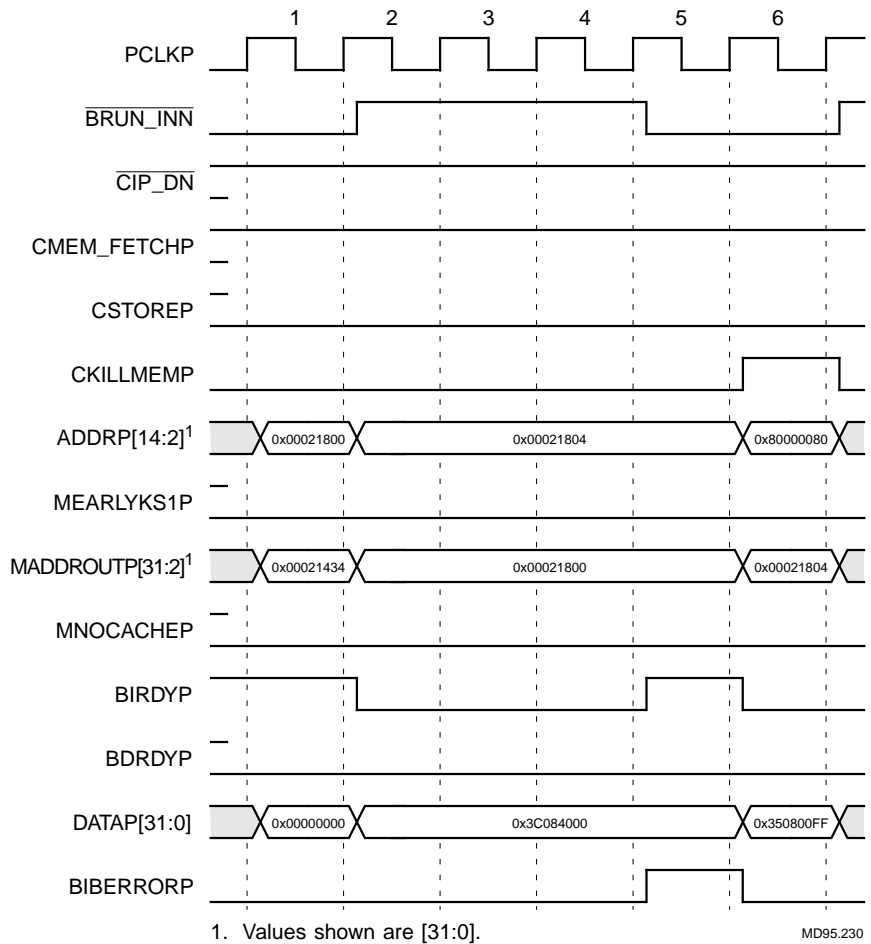 1 2 3 4 5 6
PCLKP
BRUN_INN
CIP_DN
CMEM_FETCHP
CSTOREP
CKILLMEMP
ADDRP[14:2]1 0x00021800 0x00021804 0x80000080
MEARLYKS1P
MADDROUTP[31:2]1 0x00021434 0x00021800 0x00021804
MNOCACHEP
BIRDYP
BDRDYP
DATAP[31:0] 0x00000000 0x3C084000 0x350800FF
BIBERRORP
1. Values shown are [31:0]. MD95.230